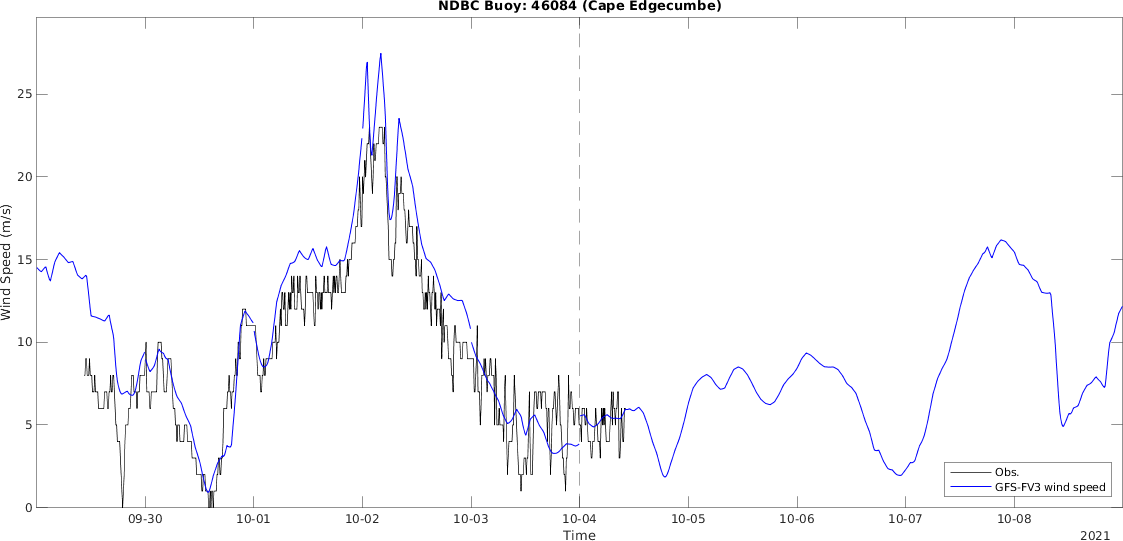 NDBC Buoy: 46084 (Cape Edgecumbe)
25
20
15
10
5
0
Wind Speed (m/s)
09-30 10-01 10-02 10-03 10-04 10-05 10-06 10-07 10-08
Time
2021
Obs.
GFS-FV3 wind speed